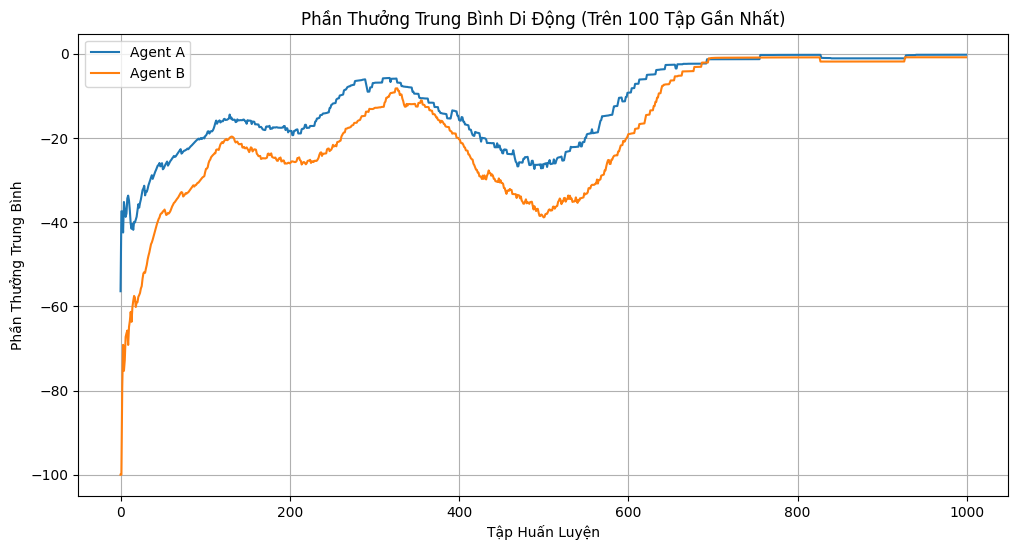 Phần Thưởng Trung Bình Di Động (Trên 100 Tập Gần Nhất)
Agent A
Agent B
Phần Thưởng Trung Bình
0
−20
−40
−60
−80
−100
0
200
400
600
800
1000
Tập Huấn Luyện